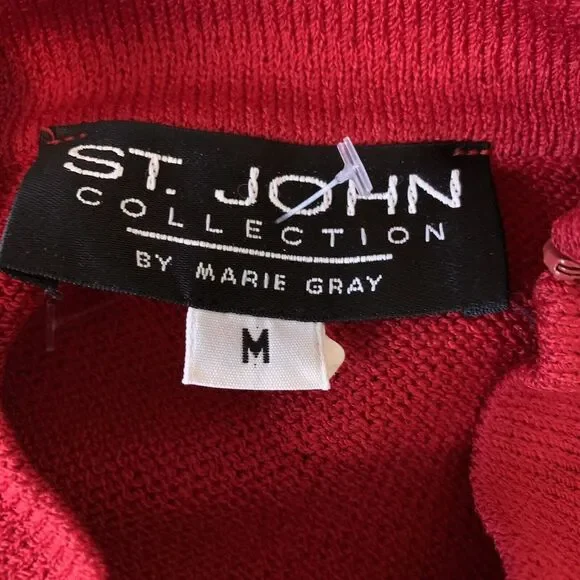 ST. JOHN
COLLECTION
BY MARIE GRAY
M